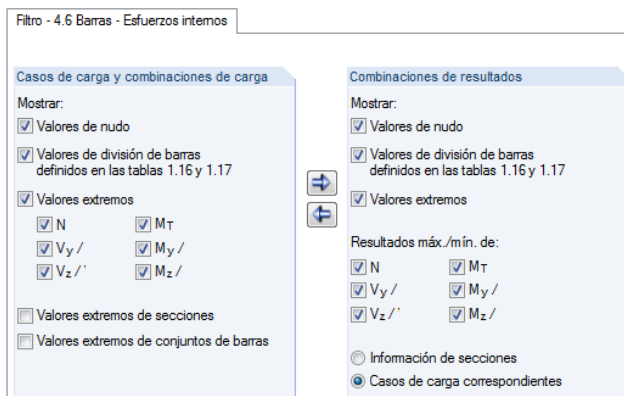 Filtro - 4.6 Barras - Esfuerzos internos
Casos de carga y combinaciones de carga
Mostrar:
Valores de nudo
Valores de división de barras
definidos en las tablas 1.16 y 1.17
Valores extremos
N MT
Vy / My /
Vz / ' Mz /
Valores extremos de secciones
Valores extremos de conjuntos de barras
Combinaciones de resultados
Mostrar:
Valores de nudo
Valores de división de barras
definidos en las tablas 1.16 y 1.17
Valores extremos
Resultados máx./mín. de:
N MT
Vy / My /
Vz / ' Mz /
Información de secciones
Casos de carga correspondientes